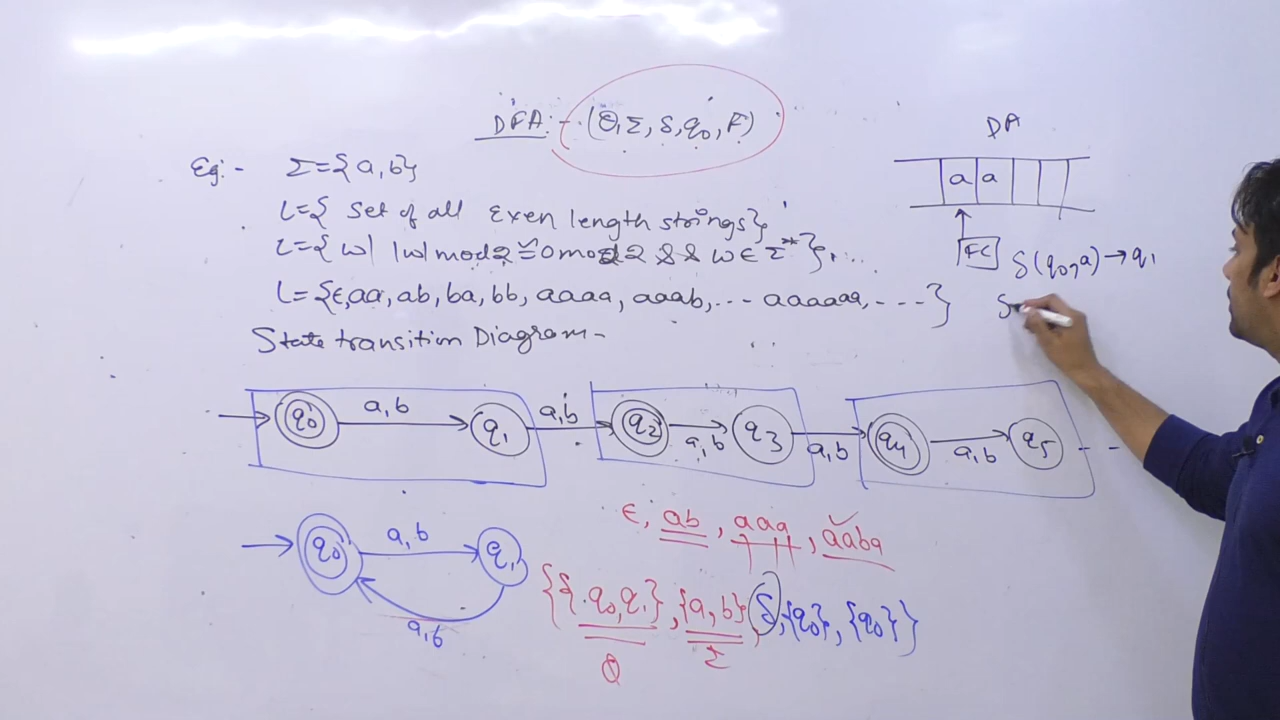 DFA :- (Q, Σ, δ, q0, F)
Eg:- Σ={a,b}
L={ Set of all Even length strings}
L={ w | |w| mod 2 ≅ 0 mod 2 && w ∈ Σ* }, ...
L={ε,aa,ab,ba,bb,aaaa,aaab,--- aaaaaa,----}
State transition Diagram-
DA
a a
FC
δ(q0,a)→q1
δ
q0 a,b q1 a,b q2 a,b q3 a,b q4 a,b q5 - -
q0 a,b q1
a,b
ε, ab, aaa, aaba
{{q0,q1},{a,b},δ,{q0},{q0}}
Q Σ